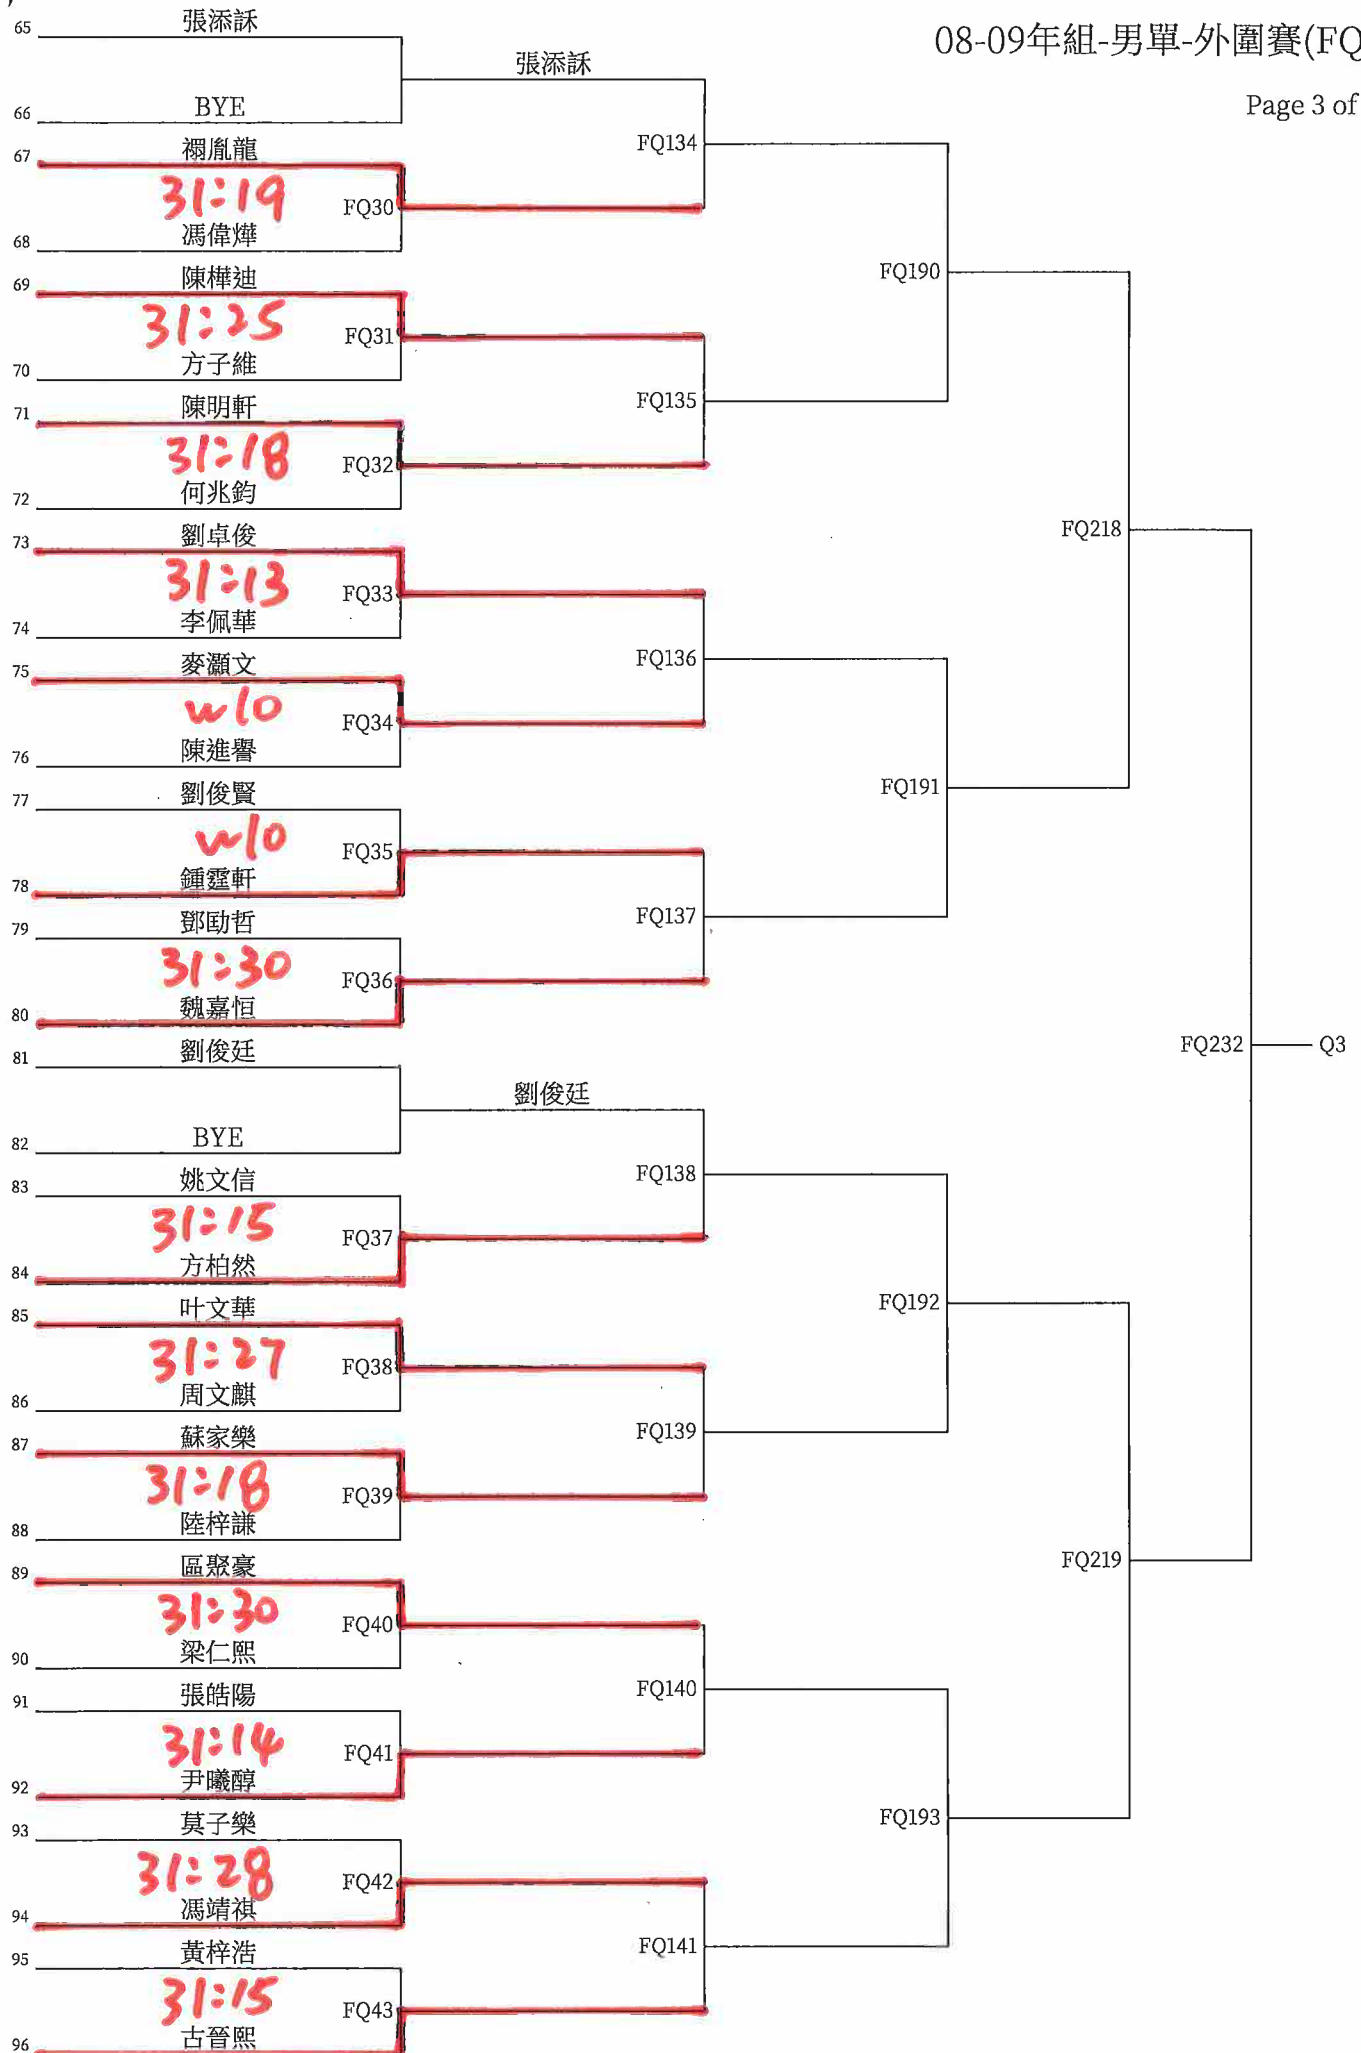 08-09年組-男單-外圍賽(FQ
Page 3 of
65 張添訸
張添訸
66 BYE
FQ134
67 禤胤龍
31:19
FQ30
68 馮偉燁
FQ190
69 陳樺迪
31:25
FQ31
70 方子維
FQ135
71 陳明軒
31:18
FQ32
72 何兆鈞
FQ218
73 劉卓俊
31:13
FQ33
74 李佩華
FQ136
75 麥灝文
w/o
FQ34
76 陳進譽
FQ191
77 劉俊賢
w/o
FQ35
78 鍾霆軒
FQ137
79 鄧勛哲
31:30
FQ36
80 魏嘉恒
FQ232 Q3
81 劉俊廷
劉俊廷
82 BYE
FQ138
83 姚文信
31:15
FQ37
84 方柏然
FQ192
85 叶文華
31:27
FQ38
86 周文麒
FQ139
87 蘇家樂
31:18
FQ39
88 陸梓謙
FQ219
89 區聚豪
31:30
FQ40
90 梁仁熙
FQ140
91 張皓陽
31:14
FQ41
92 尹曦醇
FQ193
93 莫子樂
31:28
FQ42
94 馮靖祺
FQ141
95 黃梓浩
31:15
FQ43
96 古晉熙